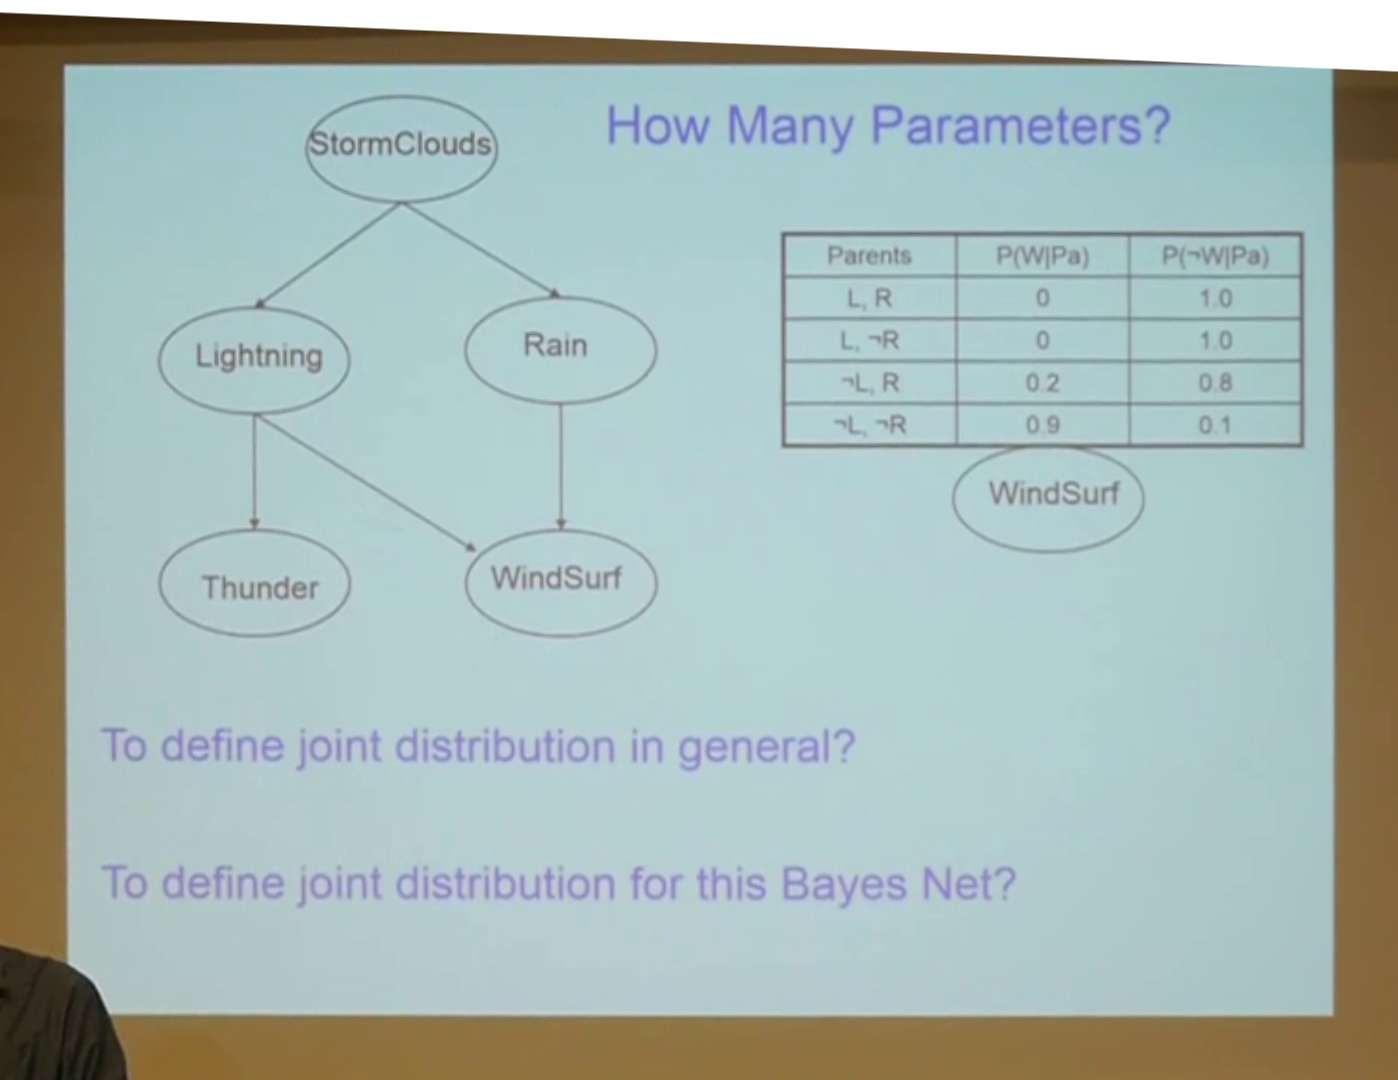 How Many Parameters?
StormClouds
Lightning
Rain
Thunder
WindSurf
Parents P(W|Pa) P(¬W|Pa)
L, R 0 1.0
L, ¬R 0 1.0
¬L, R 0.2 0.8
¬L, ¬R 0.9 0.1
WindSurf
To define joint distribution in general?
To define joint distribution for this Bayes Net?